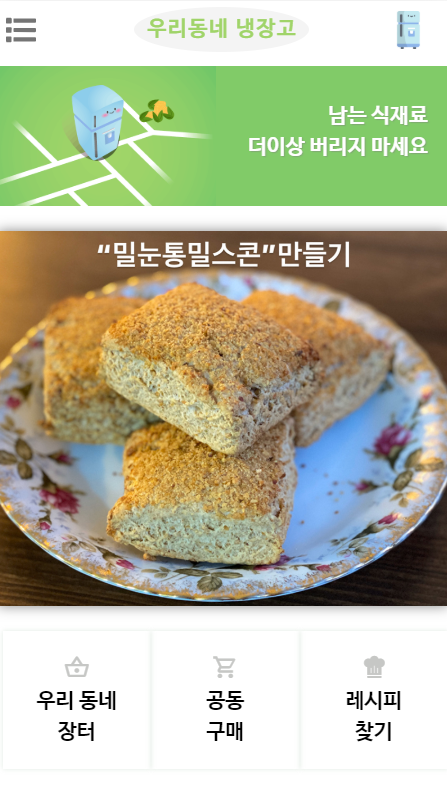 우리동네 냉장고
남는 식재료
더이상 버리지 마세요
“밀눈통밀스콘”만들기
우리 동네
장터
공동
구매
레시피
찾기